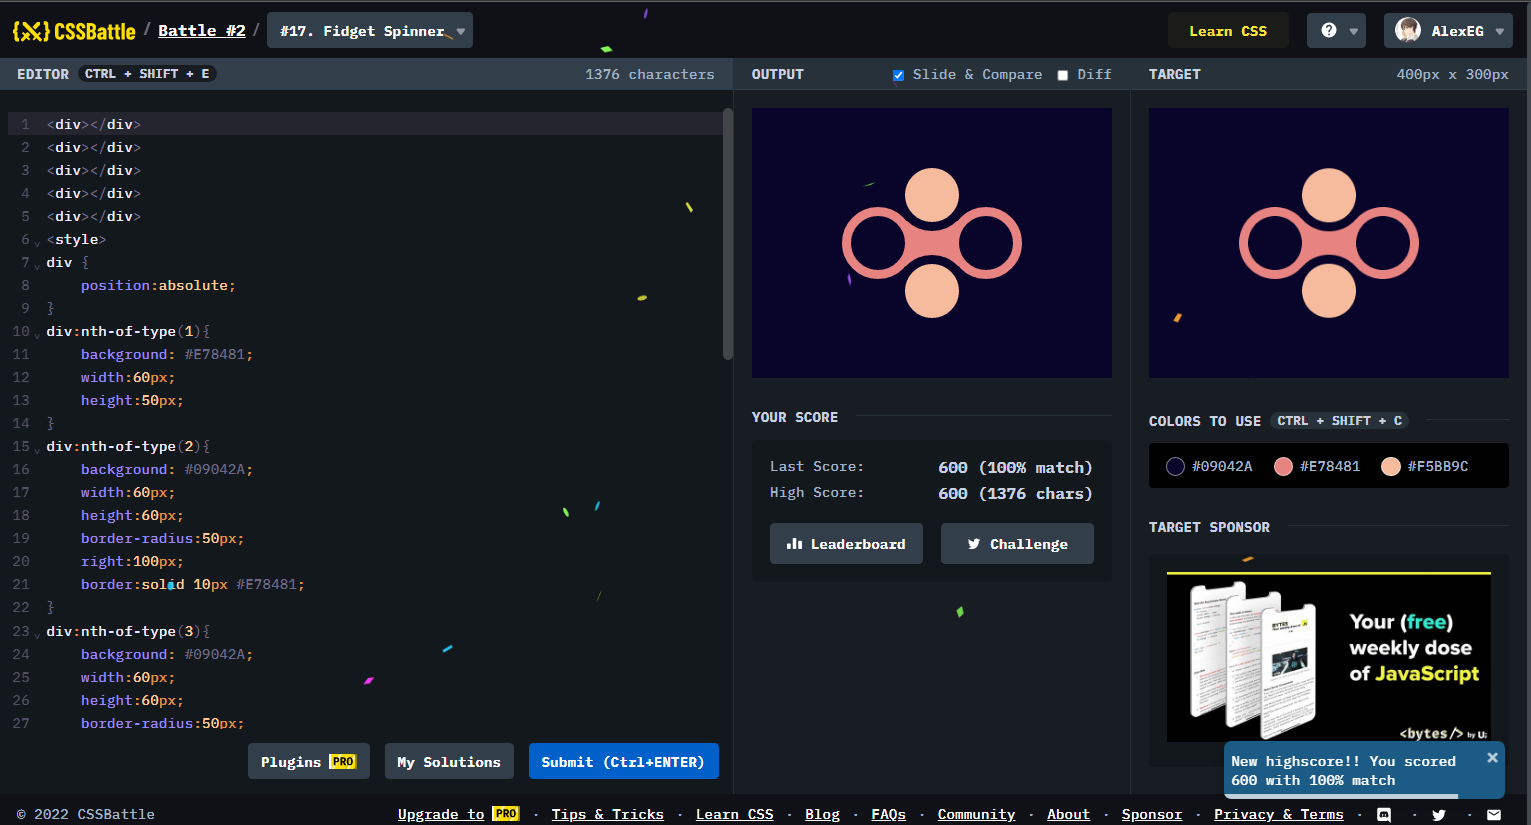 {X} CSSBattle / Battle #2 / #17. Fidget Spinner
Learn CSS
?
AlexEG
EDITOR CTRL + SHIFT + E 1376 characters
OUTPUT Slide & Compare Diff
TARGET 400px x 300px
1 <div></div>
2 <div></div>
3 <div></div>
4 <div></div>
5 <div></div>
6 <style>
7 div {
8 position:absolute;
9 }
10 div:nth-of-type(1){
11 background: #E78481;
12 width:60px;
13 height:50px;
14 }
15 div:nth-of-type(2){
16 background: #09042A;
17 width:60px;
18 height:60px;
19 border-radius:50px;
20 right:100px;
21 border:solid 10px #E78481;
22 }
23 div:nth-of-type(3){
24 background: #09042A;
25 width:60px;
26 height:60px;
27 border-radius:50px;
Plugins PRO
My Solutions
Submit (Ctrl+ENTER)
YOUR SCORE
Last Score: 600 (100% match)
High Score: 600 (1376 chars)
Leaderboard
Challenge
COLORS TO USE CTRL + SHIFT + C
#09042A #E78481 #F5BB9C
TARGET SPONSOR
BYTES
Your (free)
weekly dose
of JavaScript
<bytes/> by ui
New highscore!! You scored
600 with 100% match
© 2022 CSSBattle
Upgrade to PRO · Tips & Tricks · Learn CSS · Blog · FAQs · Community · About · Sponsor · Privacy & Terms · · ·